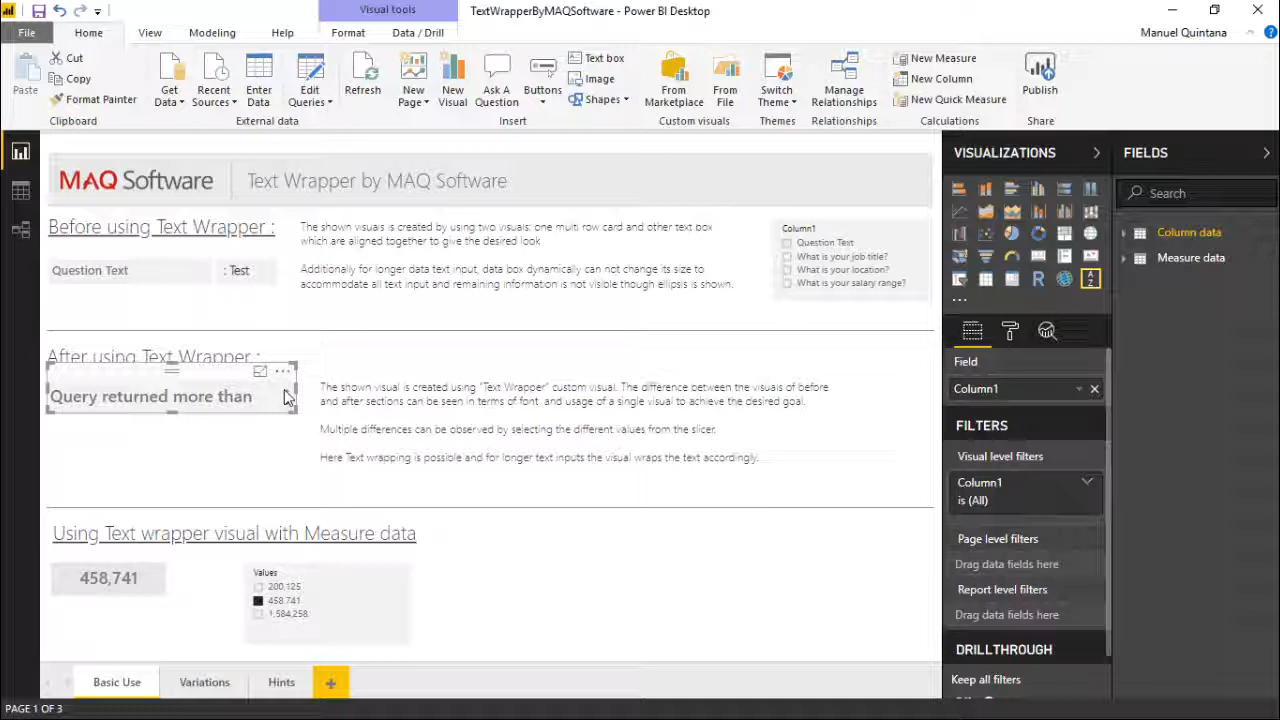 Visual tools
TextWrapperByMAQSoftware - Power BI Desktop
File
Home
View
Modeling
Help
Format
Data / Drill
Manuel Quintana
Paste
Cut
Copy
Format Painter
Clipboard
Get Data
Recent Sources
Enter Data
Edit Queries
External data
Refresh
New Page
New Visual
Ask A Question
Buttons
Text box
Image
Shapes
Insert
From Marketplace
From File
Custom visuals
Switch Theme
Themes
Manage Relationships
Relationships
New Measure
New Column
New Quick Measure
Calculations
Publish
Share
MAQ Software
Text Wrapper by MAQ Software
Before using Text Wrapper :
Question Text
: Test
The shown visuals is created by using two visuals: one multi row card and other text box
which are aligned together to give the desired look
Additionally for longer data text input, data box dynamically can not change its size to
accommodate all text input and remaining information is not visible though ellipsis is shown.
Column1
Question Text
What is your job title?
What is your location?
What is your salary range?
After using Text Wrapper :
Query returned more than
The shown visual is created using "Text Wrapper" custom visual. The difference between the visuals of before
and after sections can be seen in terms of font and usage of a single visual to achieve the desired goal.
Multiple differences can be observed by selecting the different values from the slicer.
Here Text wrapping is possible and for longer text inputs the visual wraps the text accordingly.
Using Text wrapper visual with Measure data
458,741
Values
200,125
458,741
1,584,258
Basic Use
Variations
Hints
PAGE 1 OF 3
VISUALIZATIONS
R
A
Z
Field
Column1
FILTERS
Visual level filters
Column1
is (All)
Page level filters
Drag data fields here
Report level filters
Drag data fields here
DRILLTHROUGH
Keep all filters
FIELDS
Search
Column data
Measure data